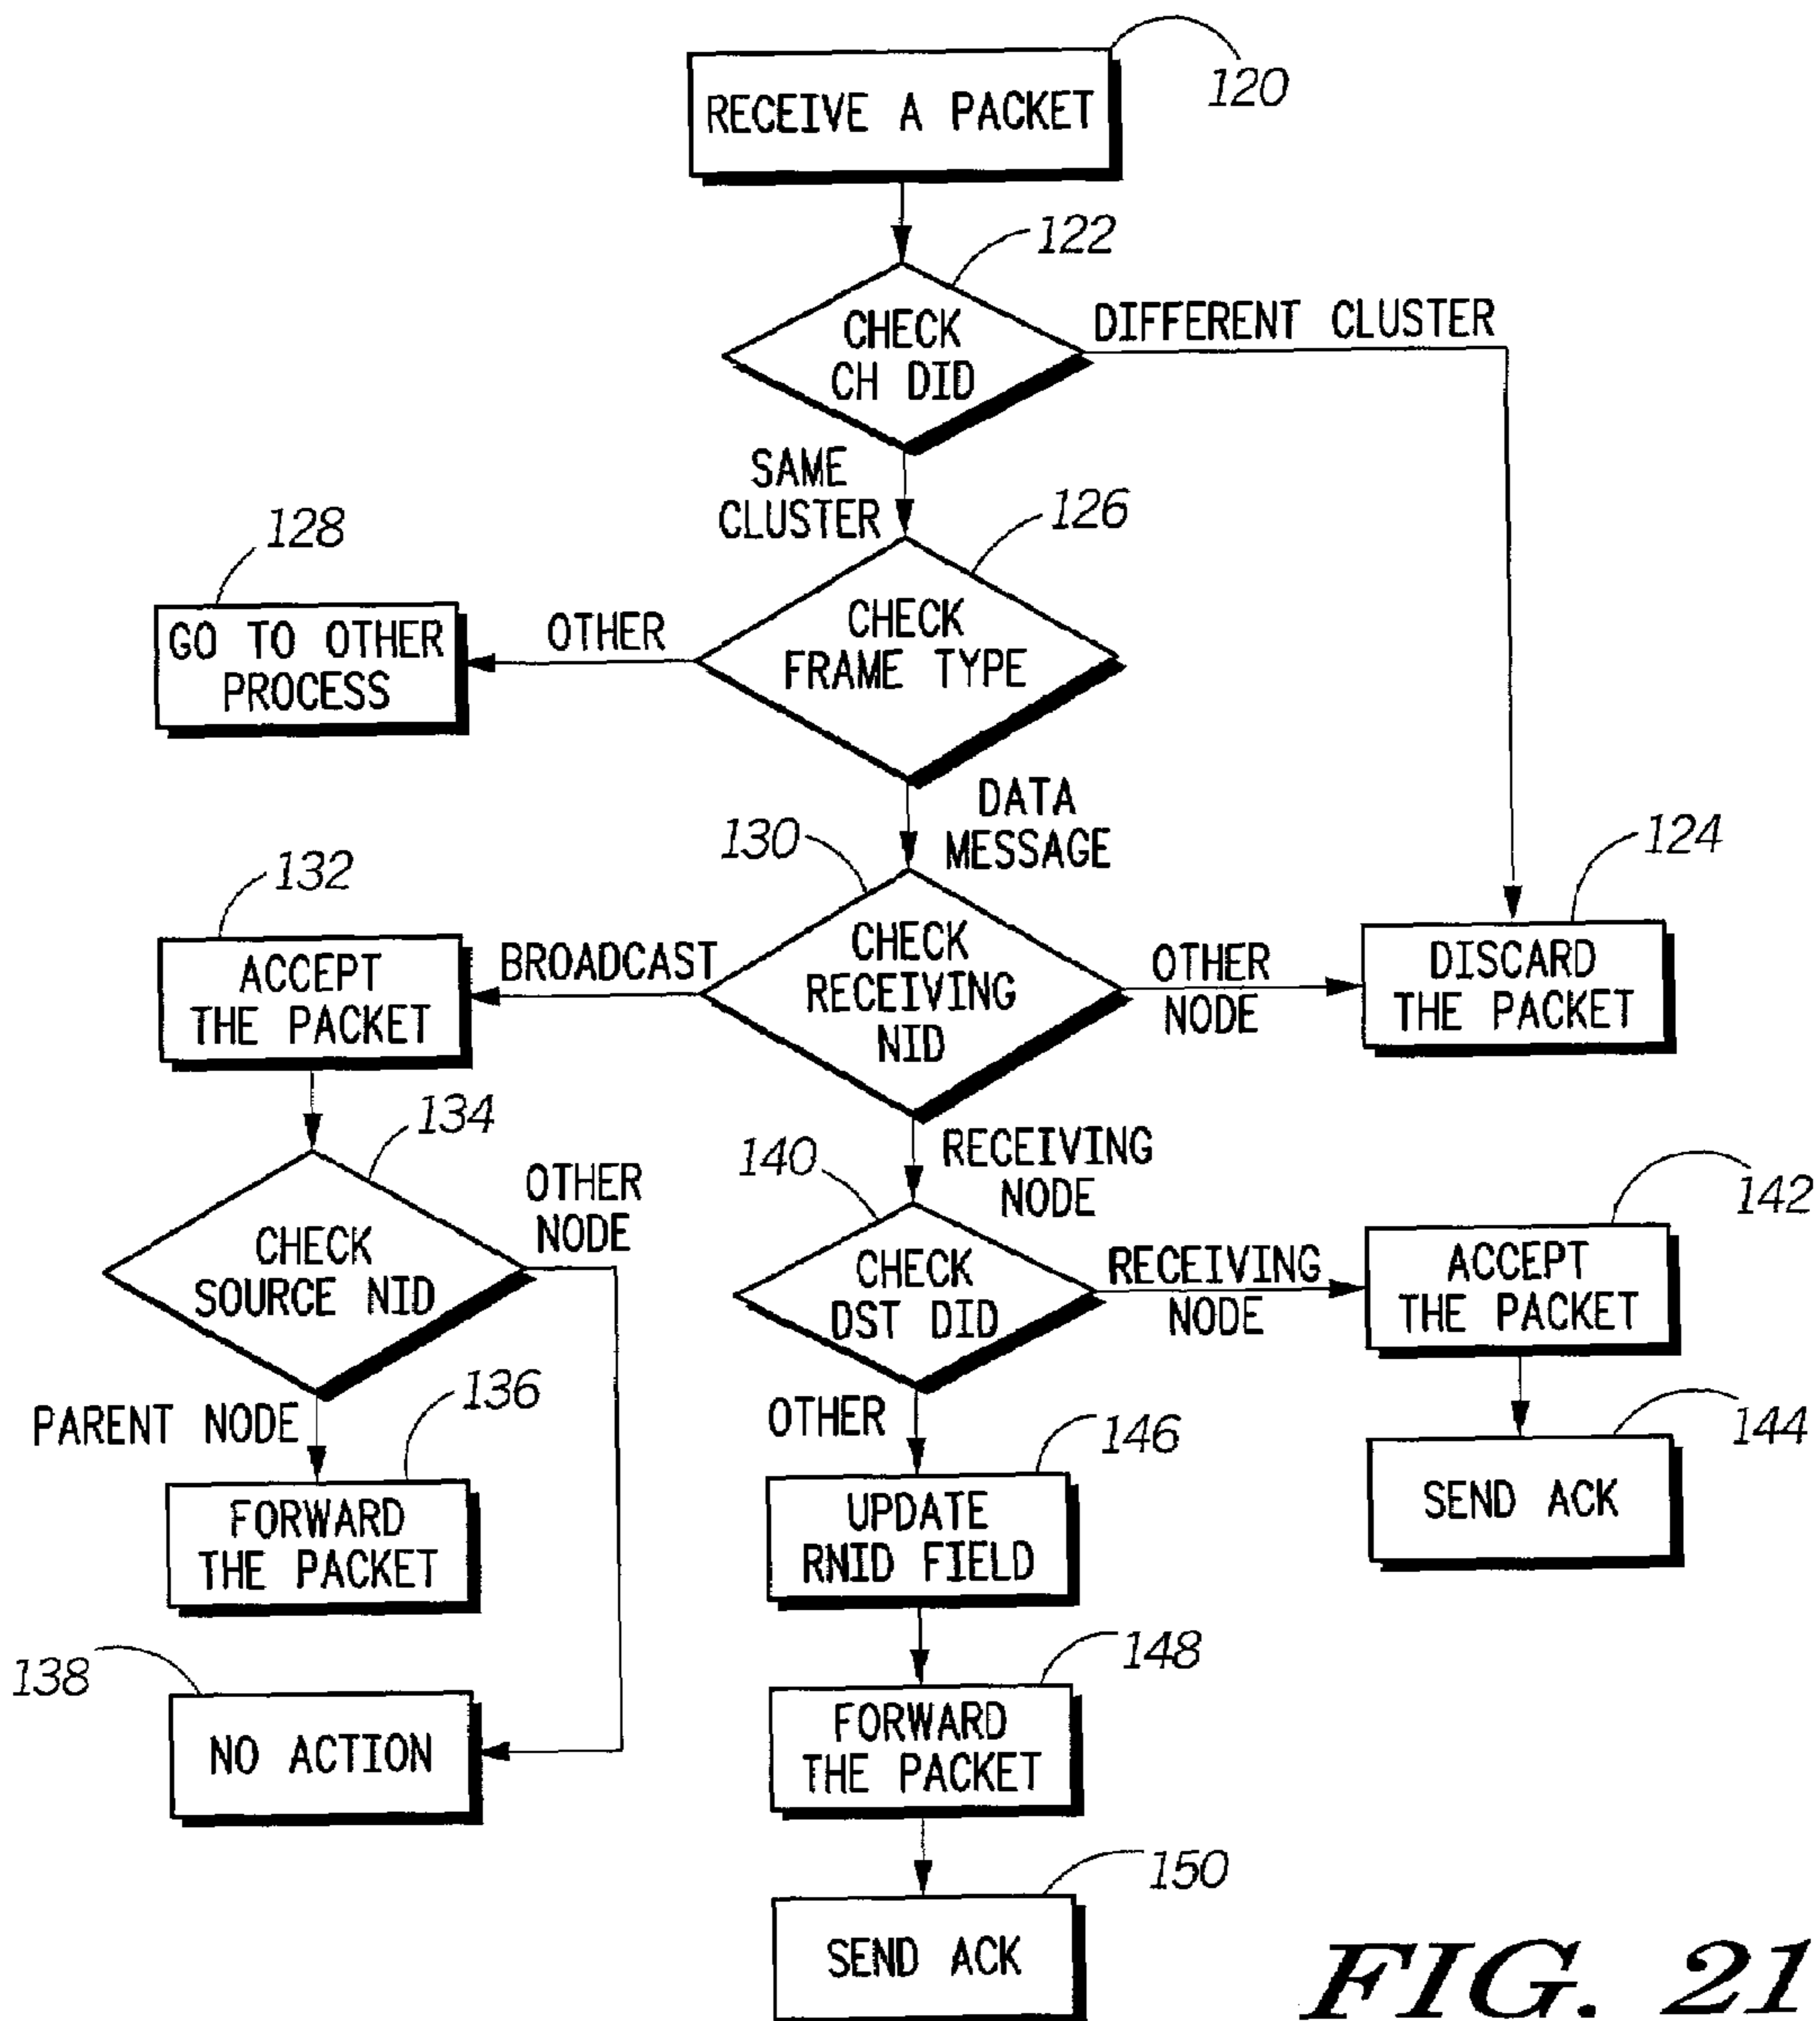 120
RECEIVE A PACKET
122
CHECK
CH DID
DIFFERENT CLUSTER
SAME
CLUSTER
126
128
GO TO OTHER
PROCESS
OTHER
CHECK
FRAME TYPE
DATA
MESSAGE
130
132
124
ACCEPT
THE PACKET
BROADCAST
CHECK
RECEIVING
NID
OTHER
NODE
DISCARD
THE PACKET
134
OTHER
NODE
CHECK
SOURCE NID
140
RECEIVING
NODE
142
CHECK
DST DID
RECEIVING
NODE
ACCEPT
THE PACKET
PARENT NODE
136
OTHER
146
144
FORWARD
THE PACKET
UPDATE
RNID FIELD
SEND ACK
138
NO ACTION
148
FORWARD
THE PACKET
150
SEND ACK
FIG. 21